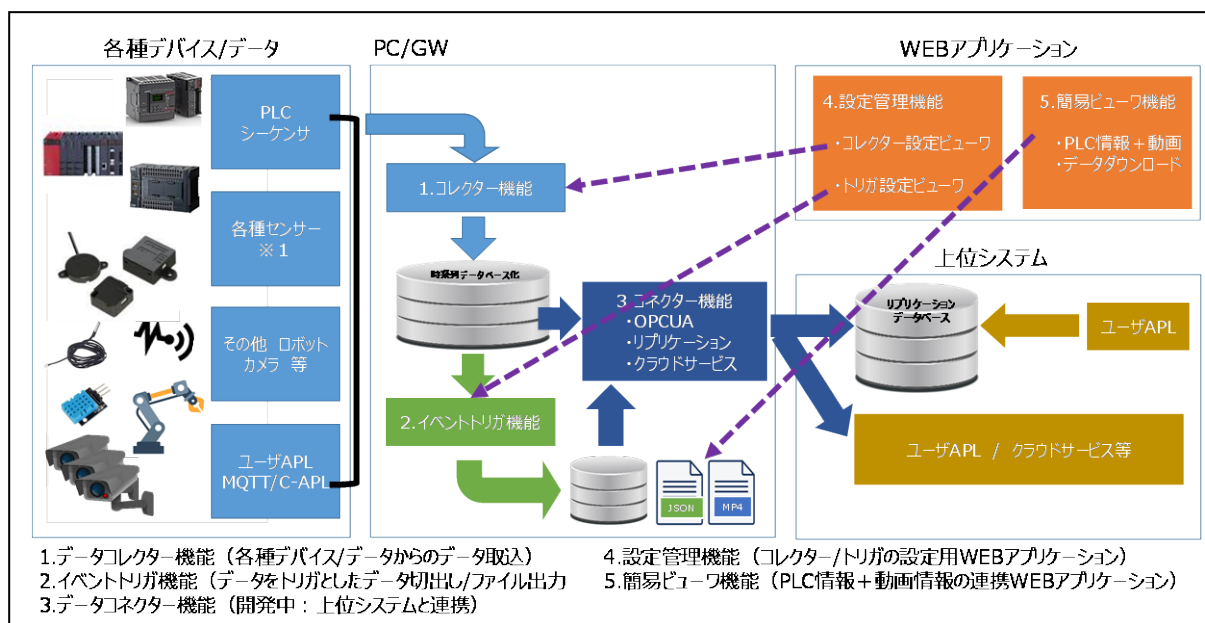 各種デバイス/データ
PLC
シーケンサ
各種センサー
※１
その他 ロボット
カメラ 等
ユーザAPL
MQTT/C-APL
PC/GW
1.コレクター機能
時系列データベース化
3.コネクター機能
・OPCUA
・リプリケーション
・クラウドサービス
2.イベントトリガ機能
JSON
MP4
WEBアプリケーション
4.設定管理機能
・コレクター設定ビューワ
・トリガ設定ビューワ
5.簡易ビューワ機能
・PLC情報＋動画
・データダウンロード
上位システム
リプリケーション
データベース
ユーザAPL
ユーザAPL / クラウドサービス等
1.データコレクター機能（各種デバイス/データからのデータ取込）
2.イベントトリガ機能（データをトリガとしたデータ切出し/ファイル出力
3.データコネクター機能（開発中：上位システムと連携）
4.設定管理機能（コレクター/トリガの設定用WEBアプリケーション）
5.簡易ビューワ機能（PLC情報＋動画情報の連携WEBアプリケーション）